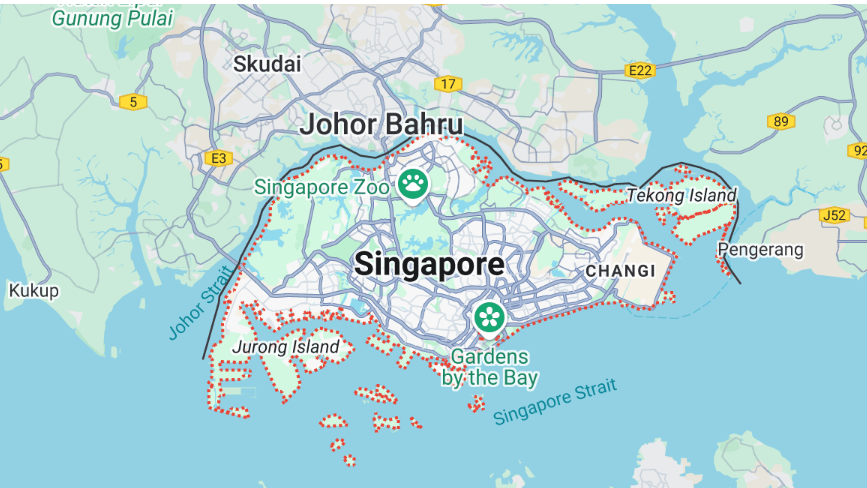 Gunung Pulai
Skudai
17
E22
5
89
Johor Bahru
E3
92
5
Singapore Zoo
Tekong Island
J52
Pengerang
Singapore
CHANGI
Kukup
Johor Strait
Jurong Island
Gardens
by the Bay
Singapore Strait